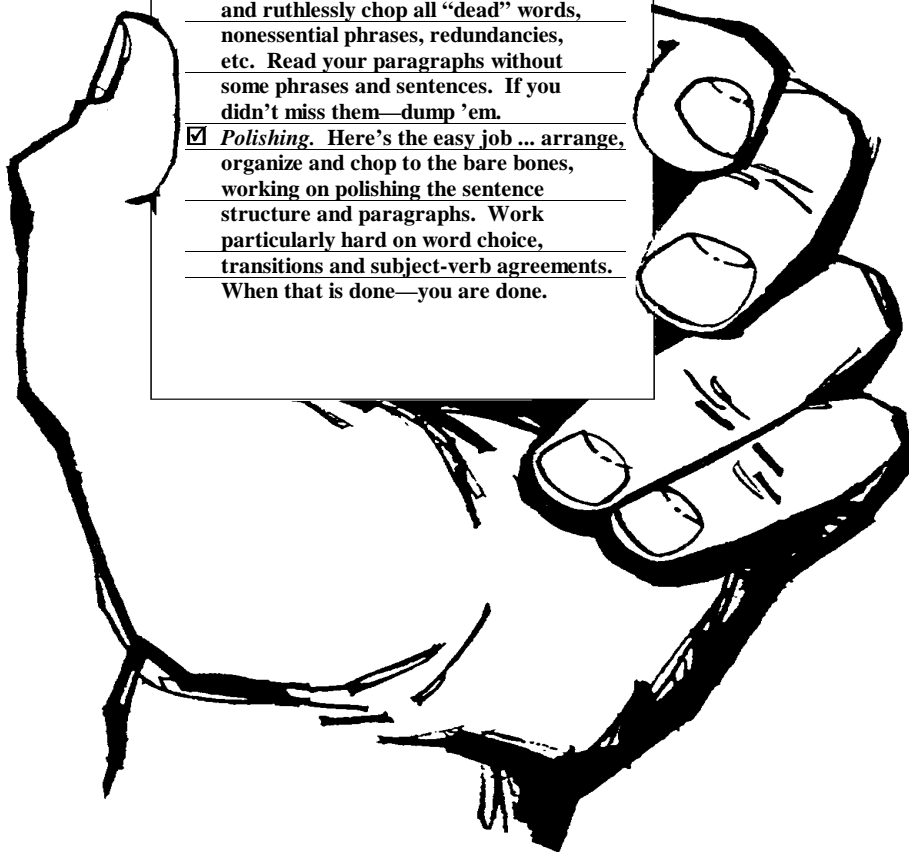 and ruthlessly chop all “dead” words,
nonessential phrases, redundancies,
etc.  Read your paragraphs without
some phrases and sentences.  If you
didn’t miss them—dump ’em.
☑ Polishing.  Here’s the easy job ... arrange,
organize and chop to the bare bones,
working on polishing the sentence
structure and paragraphs.  Work
particularly hard on word choice,
transitions and subject-verb agreements.
When that is done—you are done.